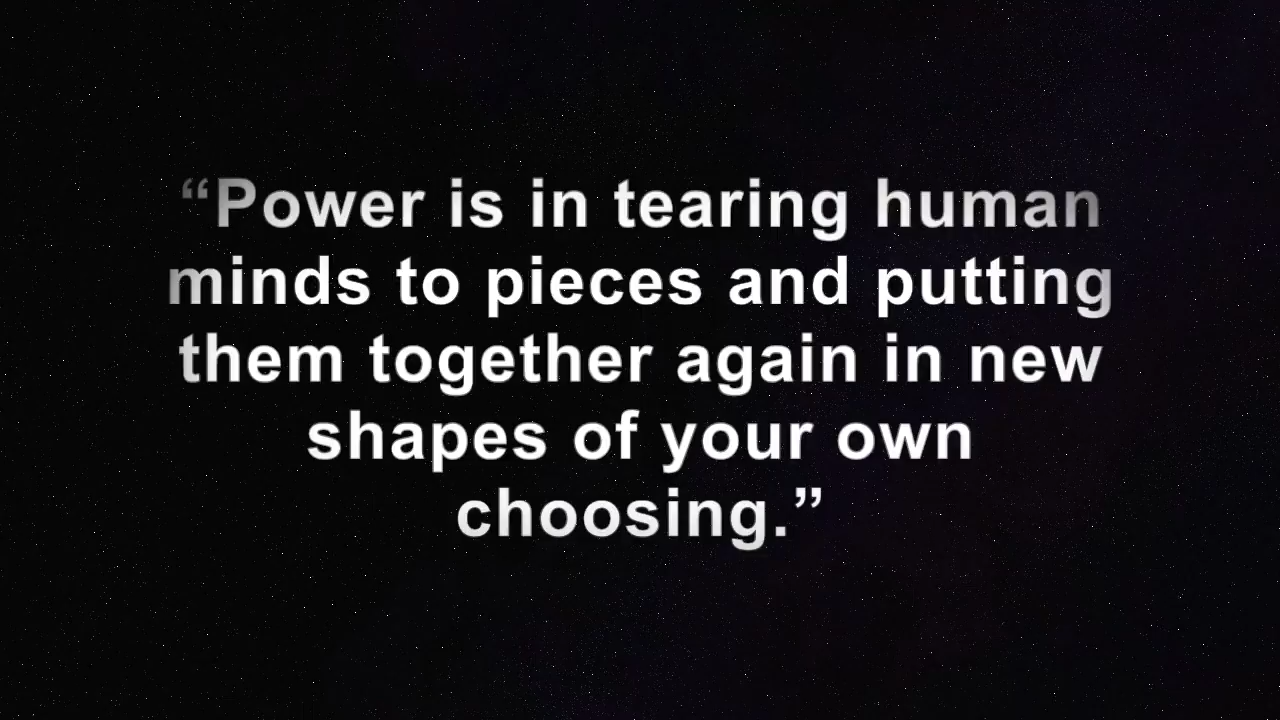 “Power is in tearing human
minds to pieces and putting
them together again in new
shapes of your own
choosing.”